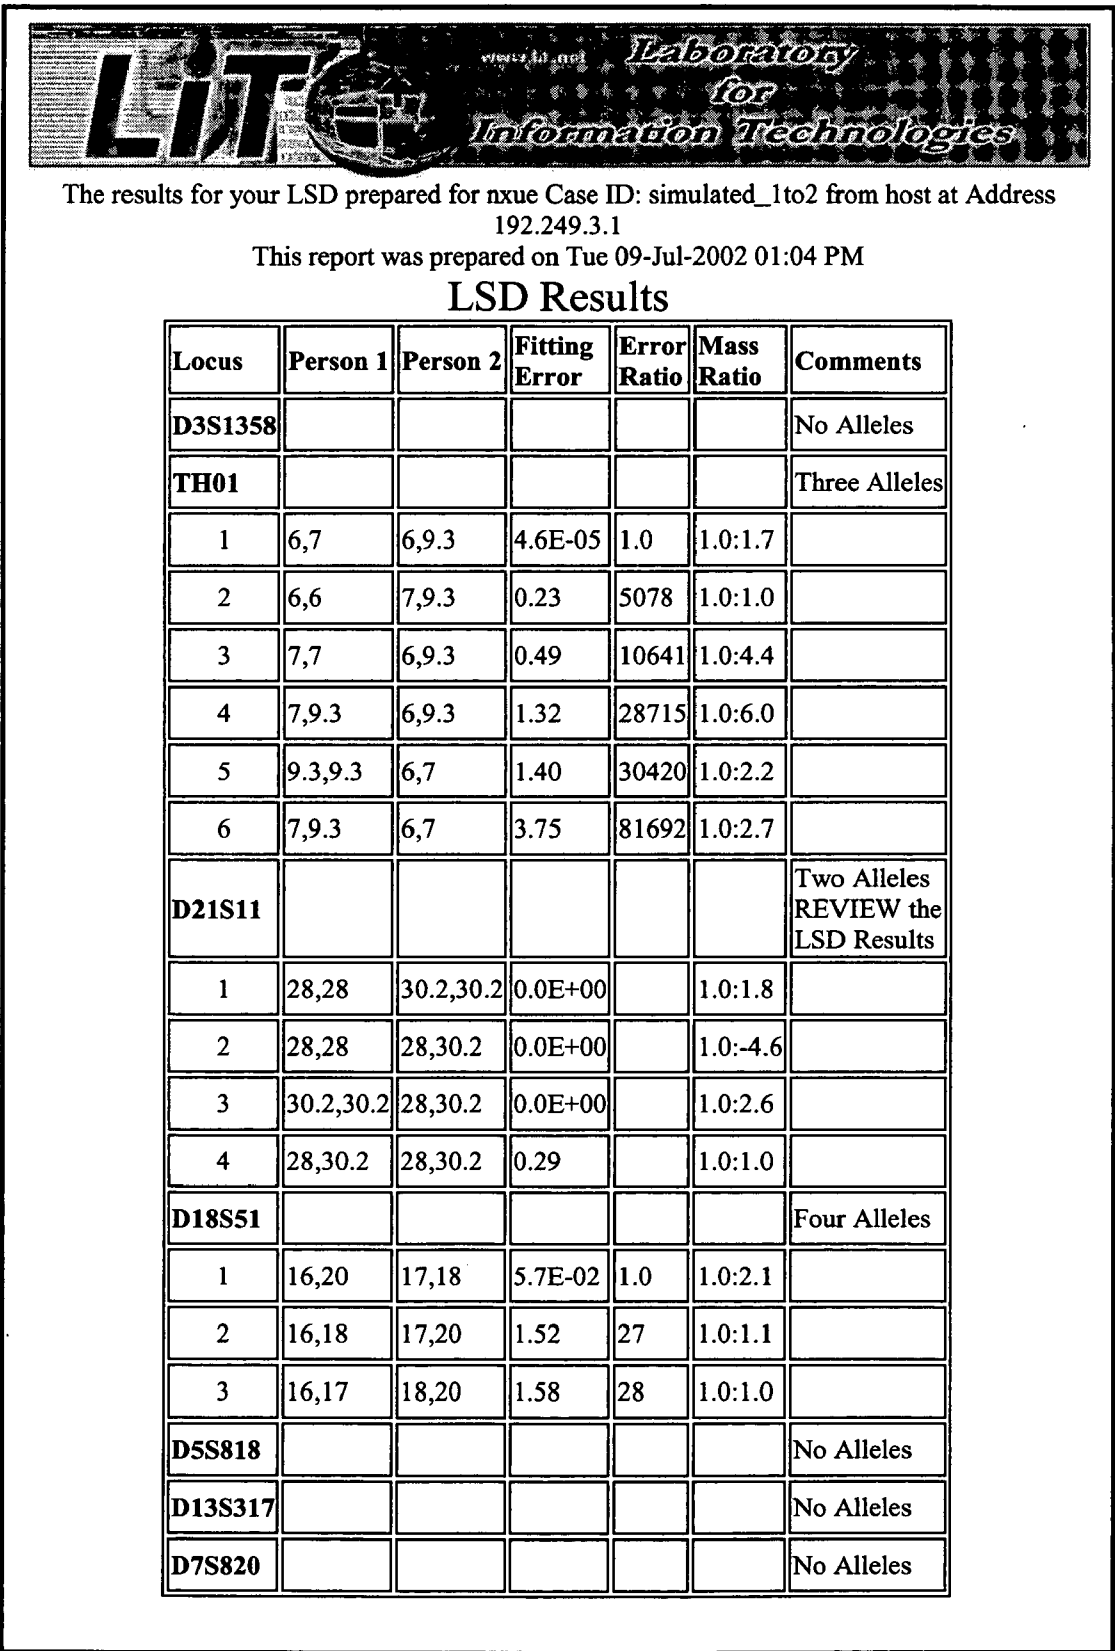 LiT
www.lit.net
Laboratory
for
Information Technologies
The results for your LSD prepared for nxue Case ID: simulated_1to2 from host at Address
192.249.3.1
This report was prepared on Tue 09-Jul-2002 01:04 PM
LSD Results
Locus Person 1 Person 2 Fitting Error Error Ratio Mass Ratio Comments
D3S1358 No Alleles
TH01 Three Alleles
1 6,7 6,9.3 4.6E-05 1.0 1.0:1.7
2 6,6 7,9.3 0.23 5078 1.0:1.0
3 7,7 6,9.3 0.49 10641 1.0:4.4
4 7,9.3 6,9.3 1.32 28715 1.0:6.0
5 9.3,9.3 6,7 1.40 30420 1.0:2.2
6 7,9.3 6,7 3.75 81692 1.0:2.7
D21S11 Two Alleles REVIEW the LSD Results
1 28,28 30.2,30.2 0.0E+00 1.0:1.8
2 28,28 28,30.2 0.0E+00 1.0:-4.6
3 30.2,30.2 28,30.2 0.0E+00 1.0:2.6
4 28,30.2 28,30.2 0.29 1.0:1.0
D18S51 Four Alleles
1 16,20 17,18 5.7E-02 1.0 1.0:2.1
2 16,18 17,20 1.52 27 1.0:1.1
3 16,17 18,20 1.58 28 1.0:1.0
D5S818 No Alleles
D13S317 No Alleles
D7S820 No Alleles